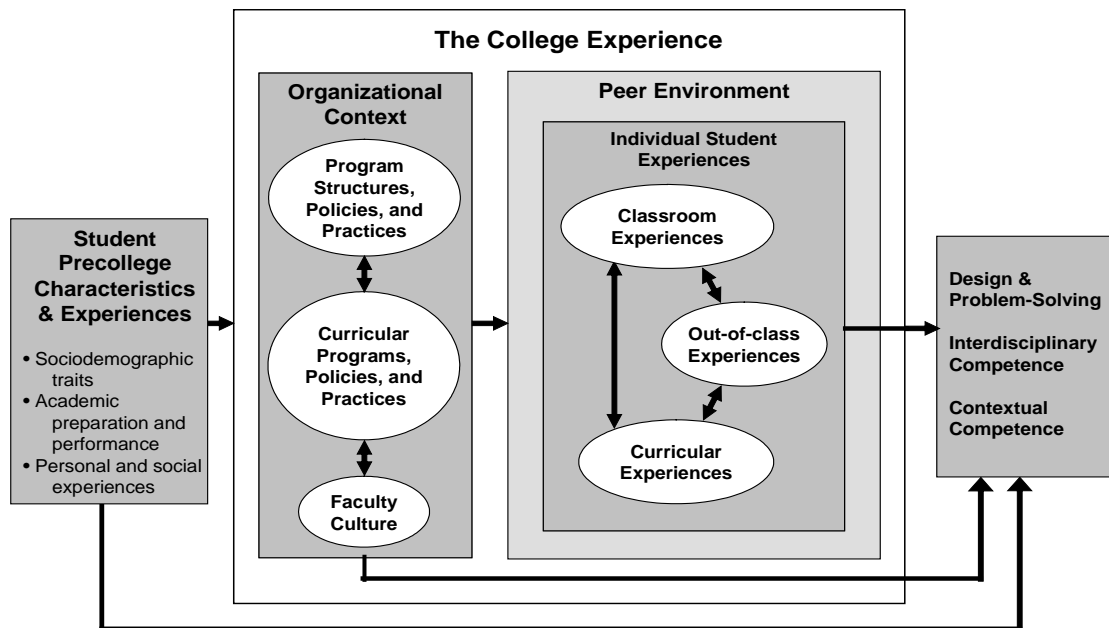 The College Experience
Student
Precollege
Characteristics
& Experiences
• Sociodemographic
traits
• Academic
preparation and
performance
• Personal and social
experiences
Organizational
Context
Program
Structures,
Policies, and
Practices
Curricular
Programs,
Policies, and
Practices
Faculty
Culture
Peer Environment
Individual Student
Experiences
Classroom
Experiences
Out-of-class
Experiences
Curricular
Experiences
Design &
Problem-Solving
Interdisciplinary
Competence
Contextual
Competence